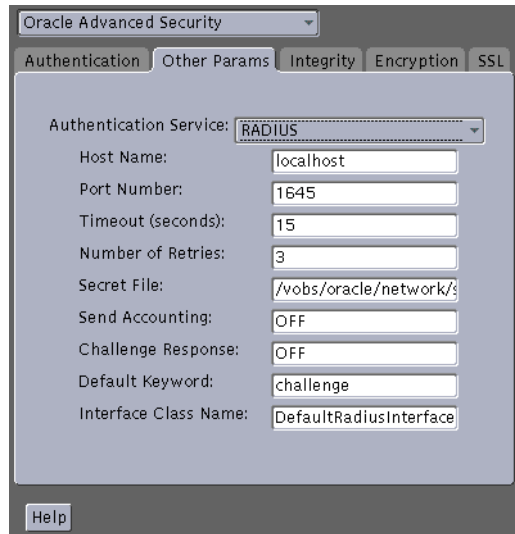 Oracle Advanced Security
Authentication Other Params Integrity Encryption SSL
Authentication Service: RADIUS
Host Name: localhost
Port Number: 1645
Timeout (seconds): 15
Number of Retries: 3
Secret File: /vobs/oracle/network/s
Send Accounting: OFF
Challenge Response: OFF
Default Keyword: challenge
Interface Class Name: DefaultRadiusInterface
Help